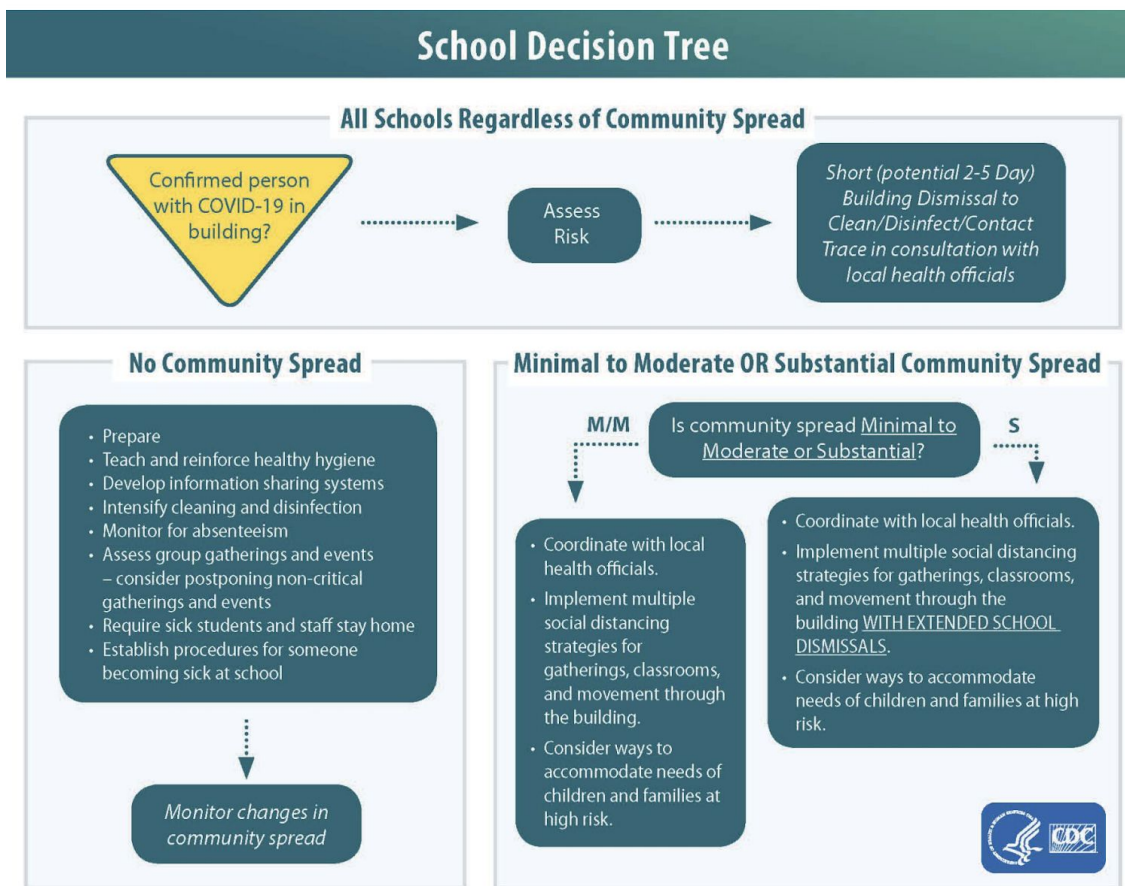 School Decision Tree
All Schools Regardless of Community Spread
Confirmed person
with COVID-19 in
building?
Assess
Risk
Short (potential 2-5 Day)
Building Dismissal to
Clean/Disinfect/Contact
Trace in consultation with
local health officials
No Community Spread
• Prepare
• Teach and reinforce healthy hygiene
• Develop information sharing systems
• Intensify cleaning and disinfection
• Monitor for absenteeism
• Assess group gatherings and events
– consider postponing non-critical
gatherings and events
• Require sick students and staff stay home
• Establish procedures for someone
becoming sick at school
Monitor changes in
community spread
Minimal to Moderate OR Substantial Community Spread
M/M
Is community spread Minimal to
Moderate or Substantial?
S
• Coordinate with local
health officials.
• Implement multiple
social distancing
strategies for
gatherings, classrooms,
and movement through
the building.
• Consider ways to
accommodate needs of
children and families at
high risk.
• Coordinate with local health officials.
• Implement multiple social distancing
strategies for gatherings, classrooms,
and movement through the
building WITH EXTENDED SCHOOL
DISMISSALS.
• Consider ways to accommodate
needs of children and families at high
risk.
CDC